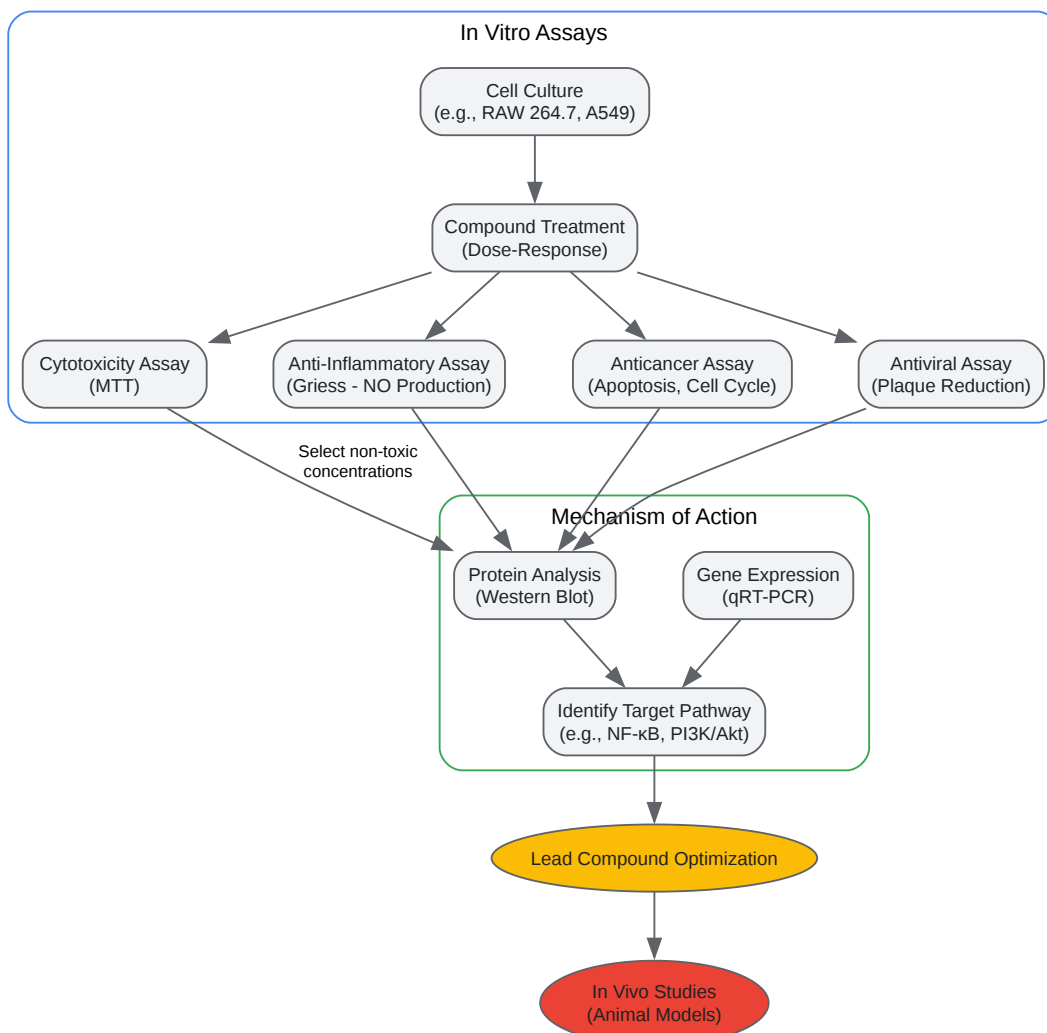 In Vitro Assays
Cell Culture
(e.g., RAW 264.7, A549)
Compound Treatment
(Dose-Response)
Cytotoxicity Assay
(MTT)
Anti-Inflammatory Assay
(Griess - NO Production)
Anticancer Assay
(Apoptosis, Cell Cycle)
Antiviral Assay
(Plaque Reduction)
Select non-toxic
concentrations
Mechanism of Action
Protein Analysis
(Western Blot)
Gene Expression
(qRT-PCR)
Identify Target Pathway
(e.g., NF-κB, PI3K/Akt)
Lead Compound Optimization
In Vivo Studies
(Animal Models)